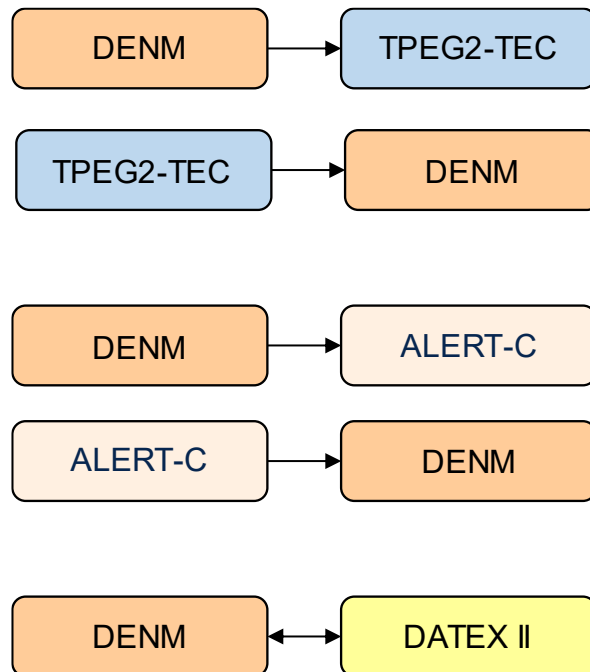 DENM
TPEG2-TEC
TPEG2-TEC
DENM
DENM
ALERT-C
ALERT-C
DENM
DENM
DATEX II